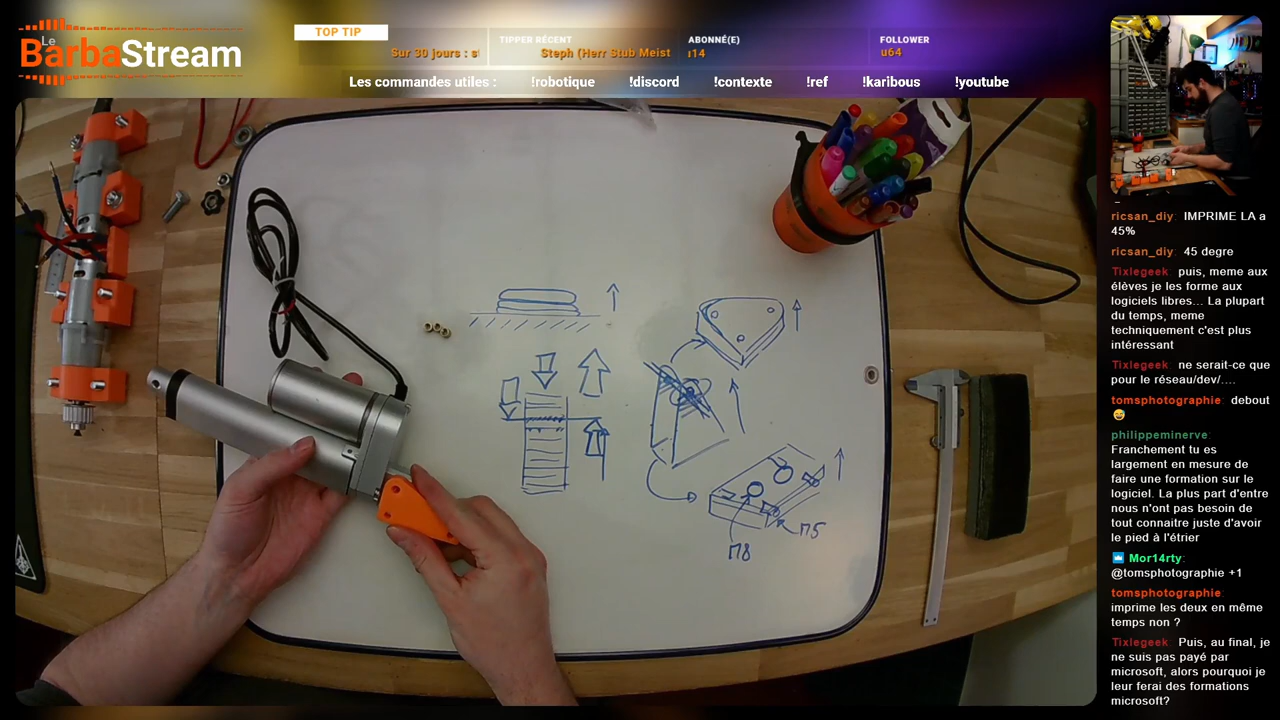 TOP TIP
Sur 30 jours : s
TIPPER RÉCENT
Steph (Herr Stub Meist
ABONNÉ(E)
14
FOLLOWER
u64
Le
BarbaStream
Les commandes utiles : !robotique !discord !contexte !ref !karibous !youtube
ricsan_diy: IMPRIME LA a
45%
ricsan_diy: 45 degre
Tixlegeek: puis, meme aux
élèves je les forme aux
logiciels libres... La plupart
du temps, meme
techniquement c'est plus
intéressant
Tixlegeek: ne serait-ce que
pour le réseau/dev/....
tomsphotographie: debout
😅
philippeminerve:
Franchement tu es
largement en mesure de
faire une formation sur le
logiciel. La plus part d'entre
nous n'ont pas besoin de
tout connaitre juste d'avoir
le pied à l'étrier
Mor14rty:
@tomsphotographie +1
tomsphotographie:
imprime les deux en même
temps non ?
Tixlegeek: Puis, au final, je
ne suis pas payé par
microsoft, alors pourquoi je
leur ferai des formations
microsoft?
M5
M8